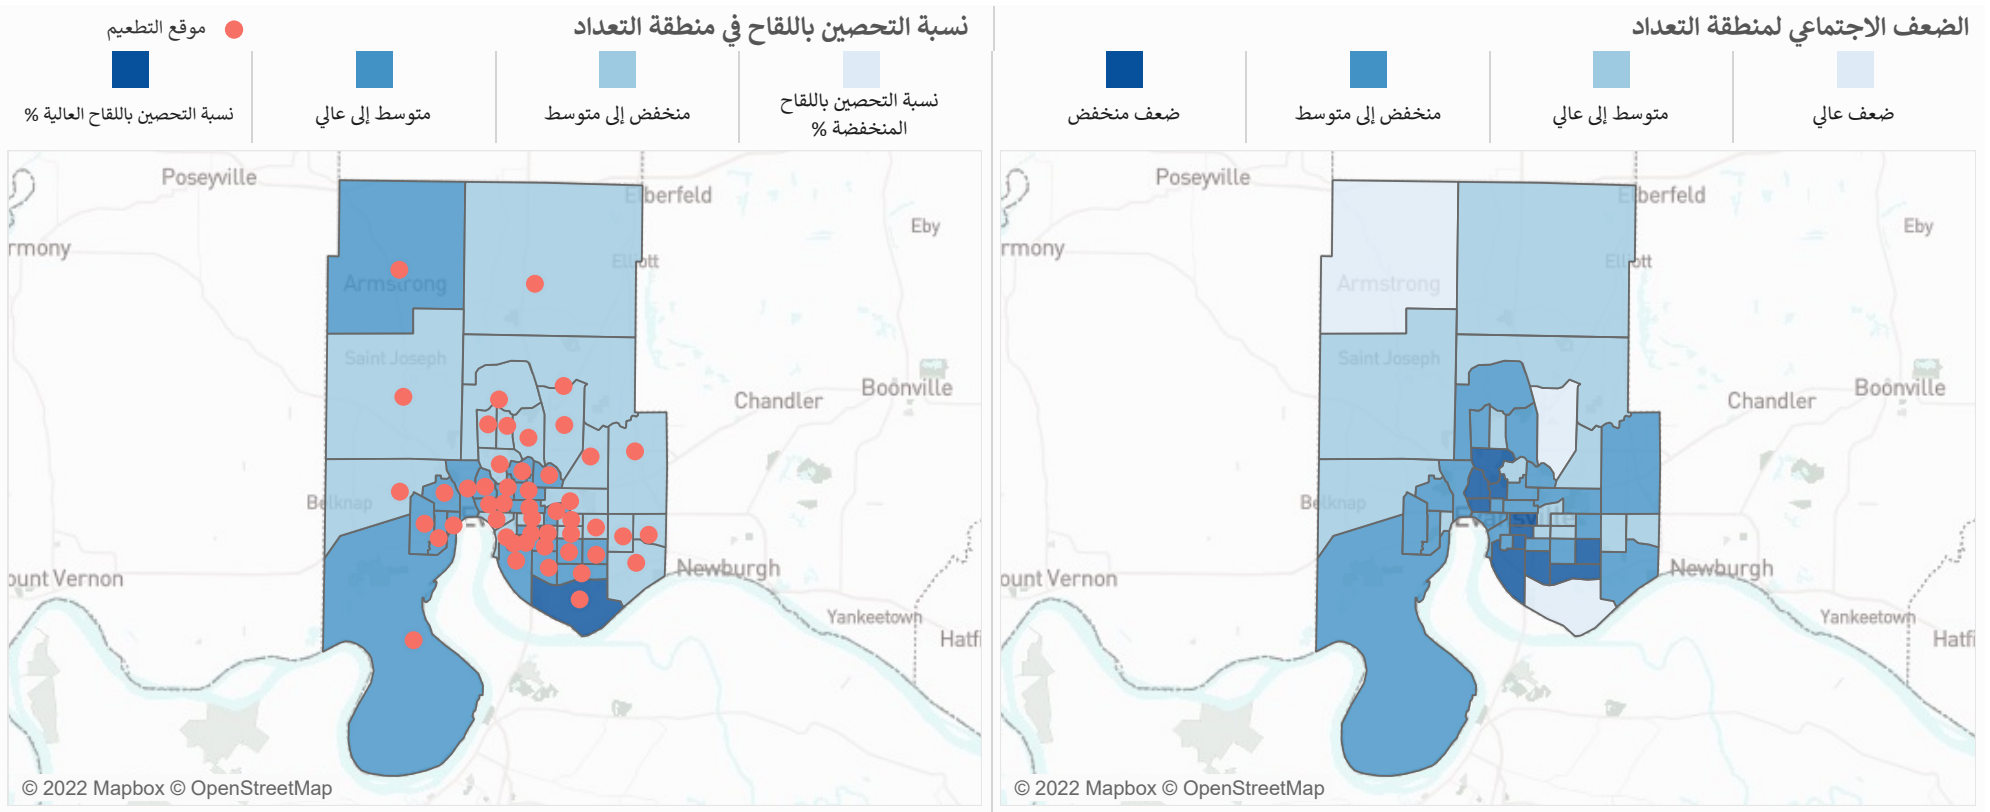 الضعف الاجتماعي لمنطقة التعداد
ضعف عالي
متوسط إلى عالي
منخفض إلى متوسط
ضعف منخفض
Poseyville
Elberfeld
Eby
rmony
Elliott
Armstrong
Saint Joseph
Chandler
Boonville
Belknap
Evansville
ount Vernon
Newburgh
Yankeetown
Hatfi
© 2022 Mapbox © OpenStreetMap
نسبة التحصين باللقاح في منطقة التعداد
موقع التطعيم
نسبة التحصين باللقاح
المنخفضة %
منخفض إلى متوسط
متوسط إلى عالي
نسبة التحصين باللقاح العالية %
Poseyville
Elberfeld
Eby
rmony
Elliott
Armstrong
Saint Joseph
Chandler
Boonville
Belknap
ount Vernon
Newburgh
Yankeetown
Hatfi
© 2022 Mapbox © OpenStreetMap